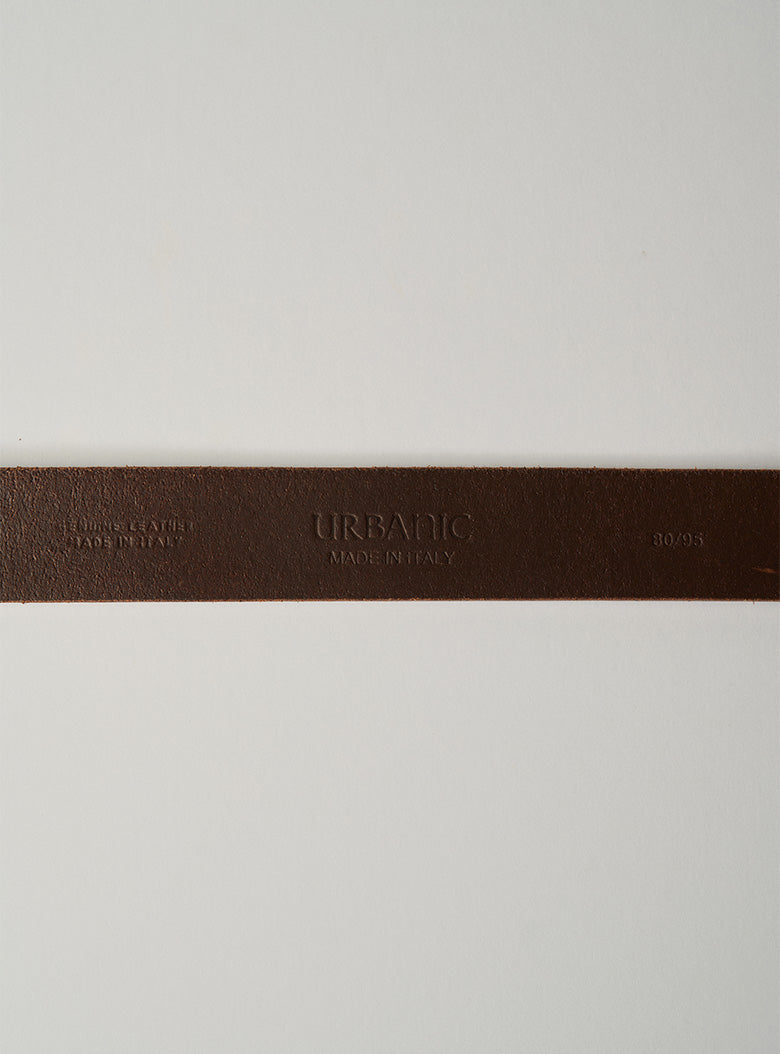 GENUINE LEATHER
MADE IN ITALY
URBANIC
MADE IN ITALY
80/95